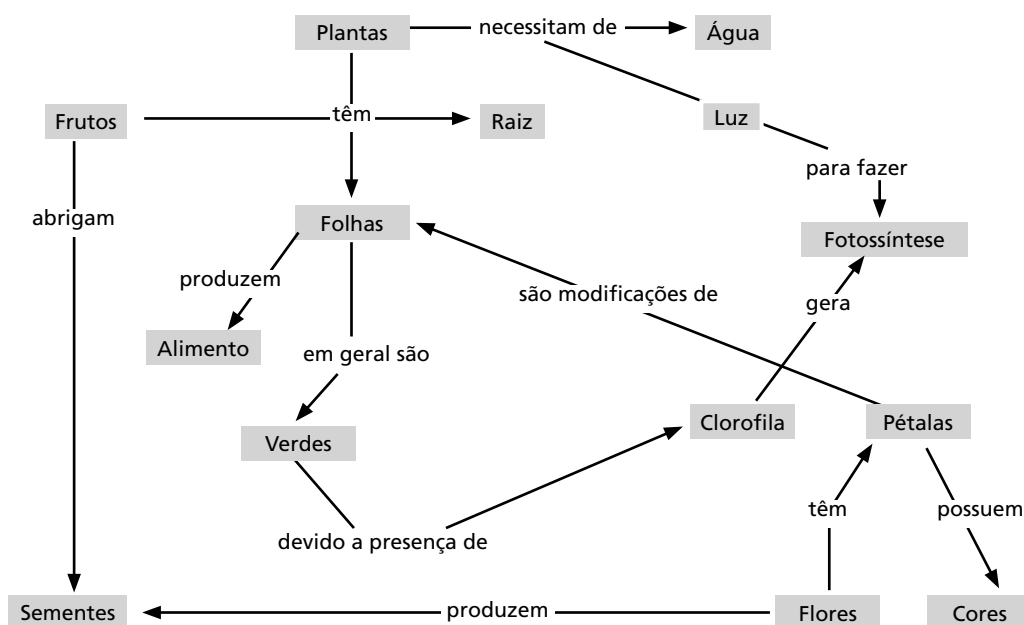 Plantas
necessitam de
Água
Frutos
têm
Raiz
Luz
para fazer
abrigam
Folhas
Fotossíntese
produzem
são modificações de
gera
Alimento
em geral são
Clorofila
Pétalas
Verdes
têm
possuem
devido a presença de
Sementes
produzem
Flores
Cores